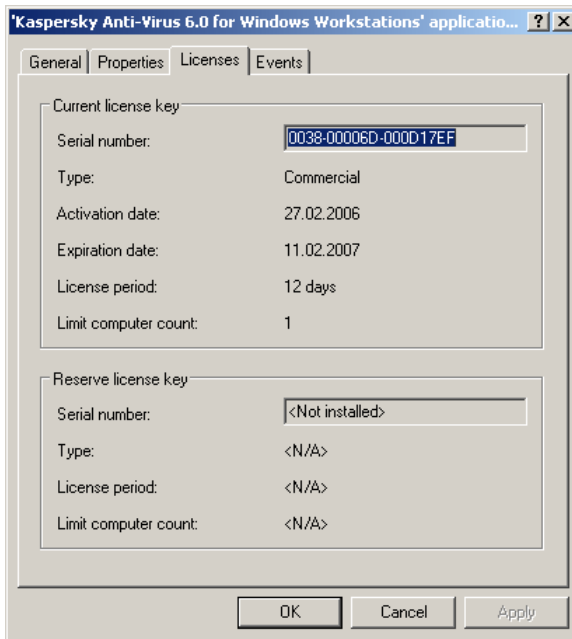 'Kaspersky Anti-Virus 6.0 for Windows Workstations' applicatio...
General Properties Licenses Events
Current license key
Serial number: 0038-00006D-000D17EF
Type: Commercial
Activation date: 27.02.2006
Expiration date: 11.02.2007
License period: 12 days
Limit computer count: 1
Reserve license key
Serial number: <Not installed>
Type: <N/A>
License period: <N/A>
Limit computer count: <N/A>
OK Cancel Apply